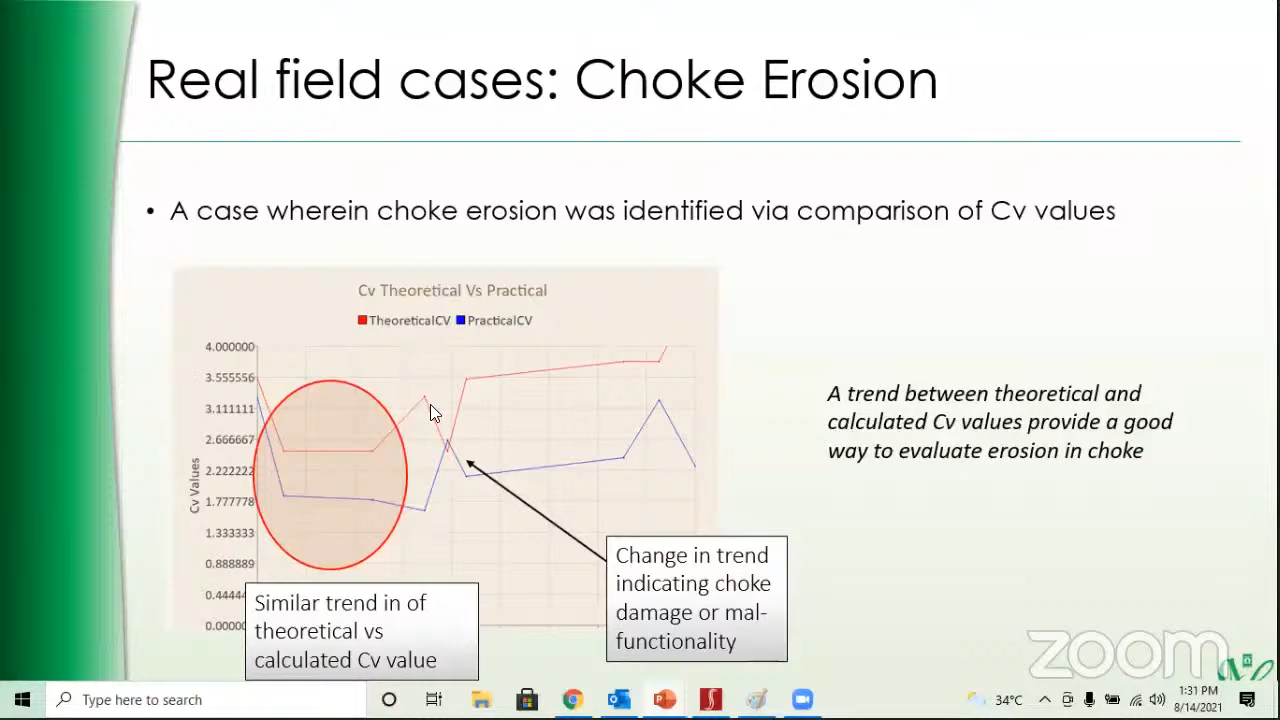 Real field cases: Choke Erosion
• A case wherein choke erosion was identified via comparison of Cv values
Cv Theoretical Vs Practical
TheoreticalCV PracticalCV
4.000000
3.555556
3.111111
2.666667
2.222222
1.777778
1.333333
0.888889
0.44444
0.00000
Cv Values
A trend between theoretical and
calculated Cv values provide a good
way to evaluate erosion in choke
Change in trend
indicating choke
damage or mal-
functionality
Similar trend in of
theoretical vs
calculated Cv value
zoom
Type here to search
34°C
1:31 PM
8/14/2021